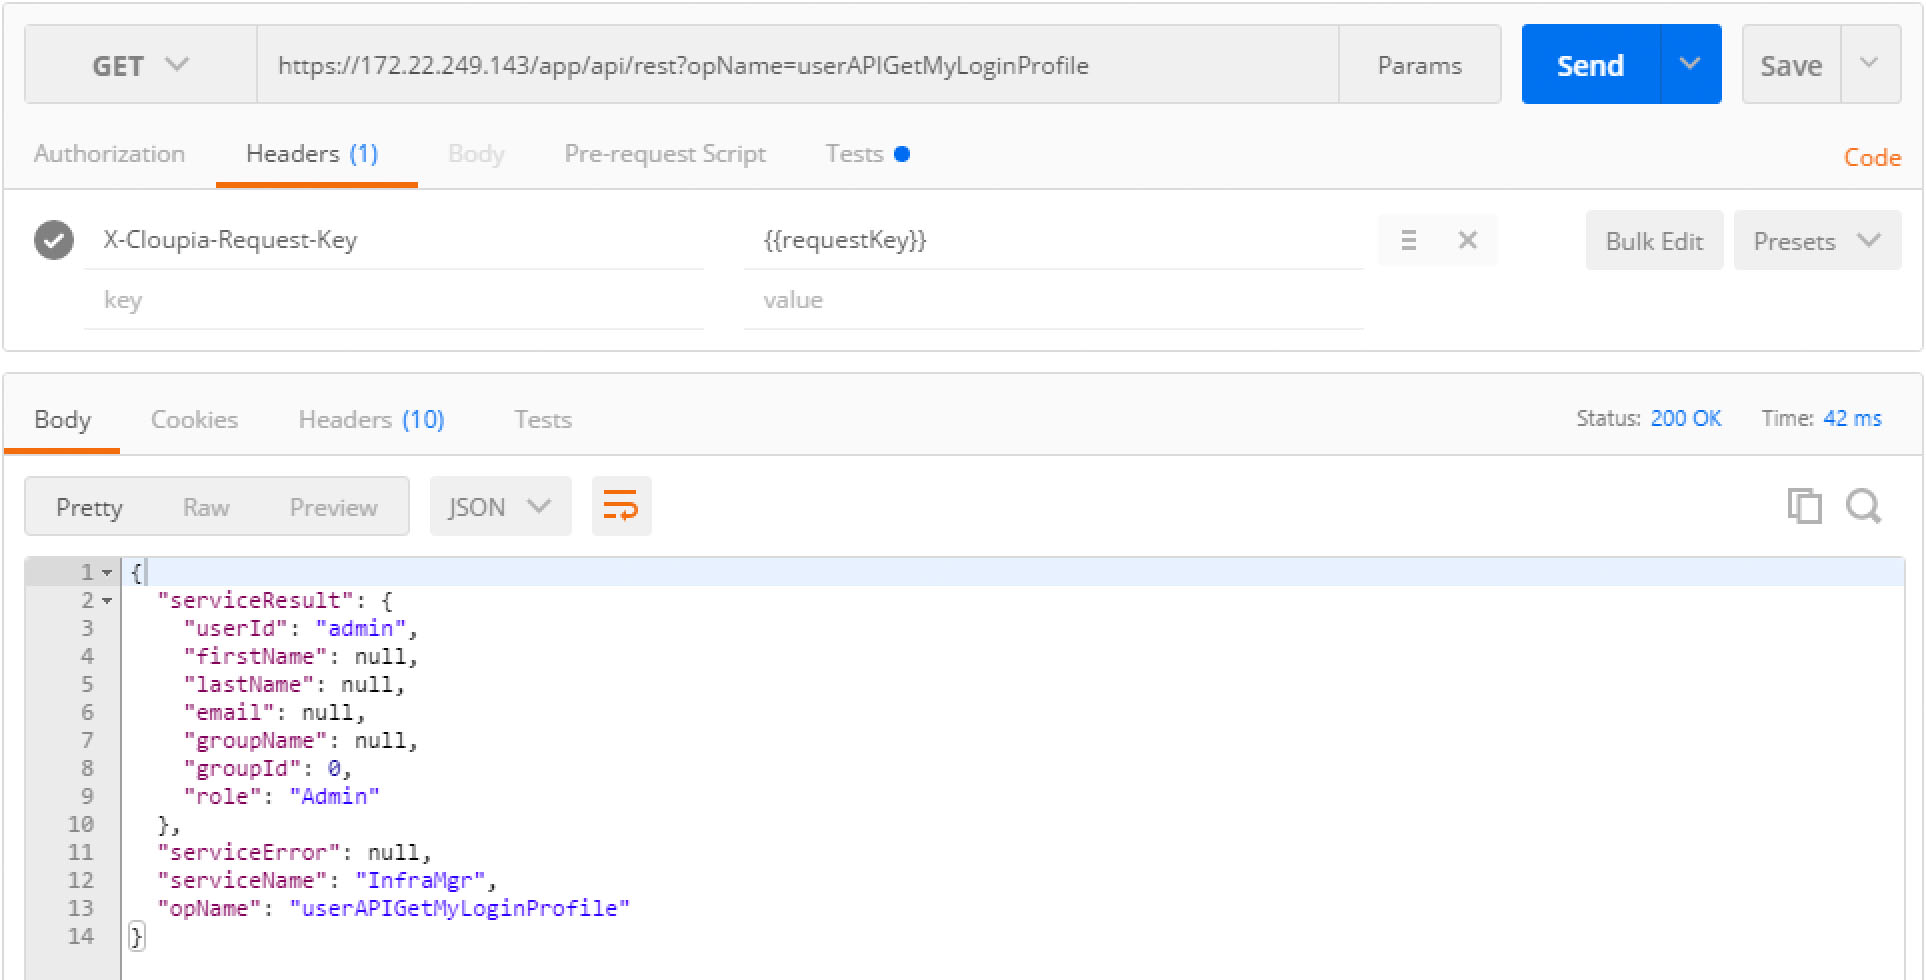 GET https://172.22.249.143/app/api/rest?opName=userAPIGetMyLoginProfile Params Send Save
Authorization Headers (1) Body Pre-request Script Tests Code
X-Cloupia-Request-Key {{requestKey}} Bulk Edit Presets
key value
Body Cookies Headers (10) Tests Status: 200 OK Time: 42 ms
Pretty Raw Preview JSON
1 {
2 "serviceResult": {
3 "userId": "admin",
4 "firstName": null,
5 "lastName": null,
6 "email": null,
7 "groupName": null,
8 "groupId": 0,
9 "role": "Admin"
10 },
11 "serviceError": null,
12 "serviceName": "InfraMgr",
13 "opName": "userAPIGetMyLoginProfile"
14 }